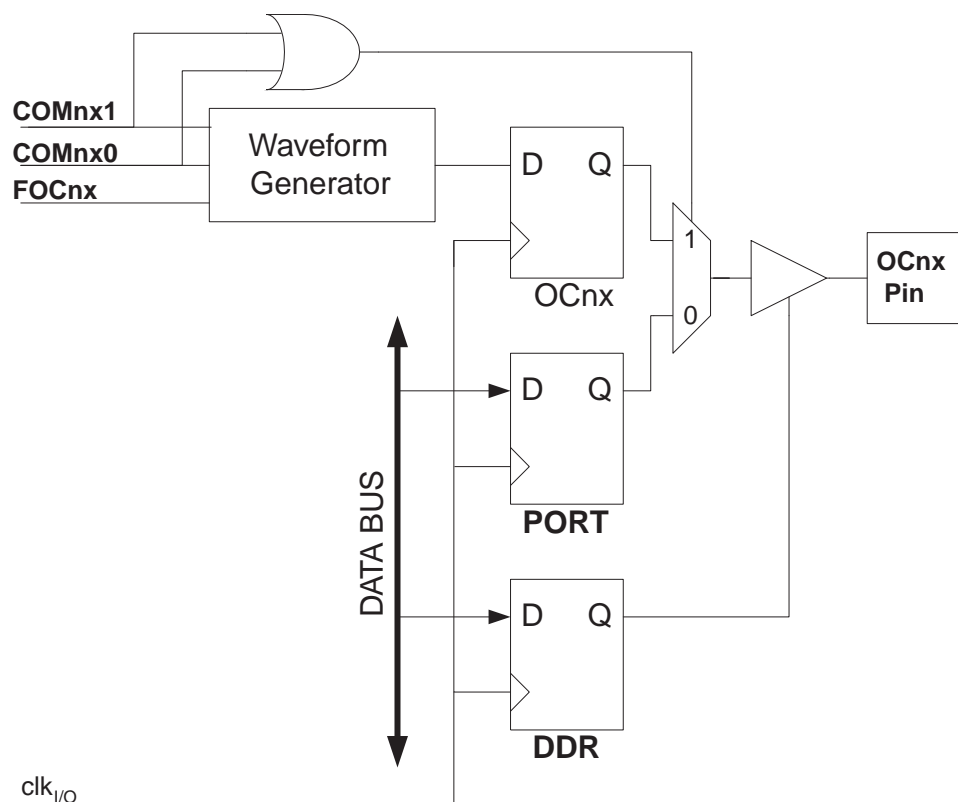 COMnx1
COMnx0
FOCnx
Waveform
Generator
D Q
OCnx
1
0
OCnx
Pin
D Q
PORT
DATA BUS
D Q
DDR
clkI/O